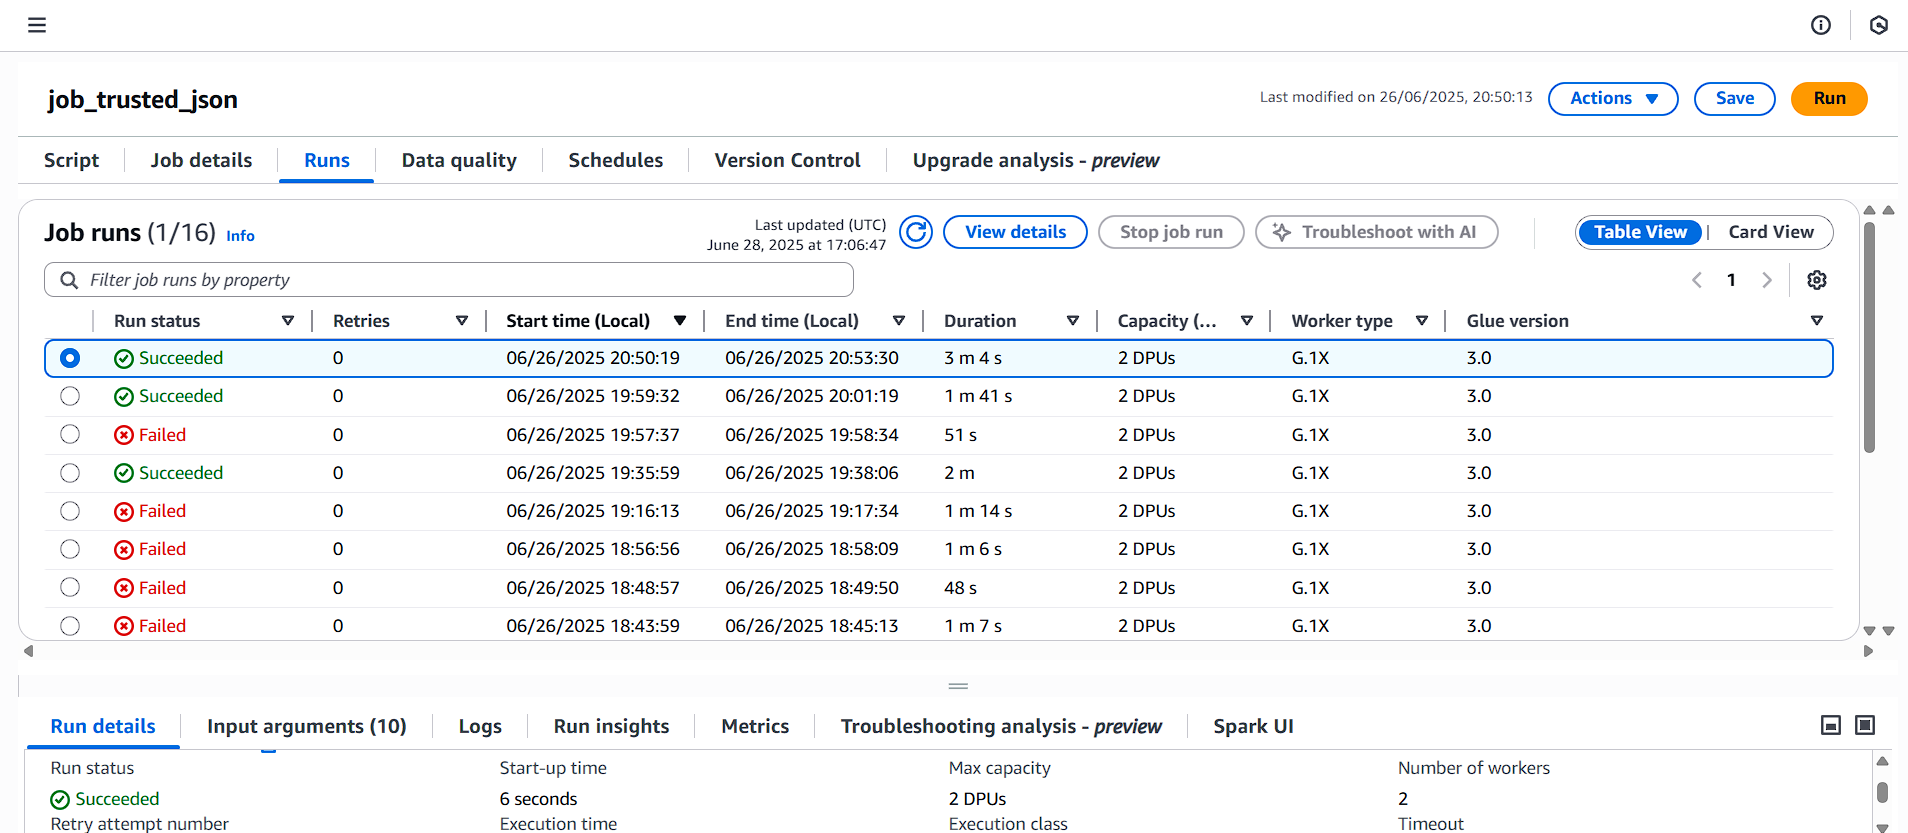 job_trusted_json
Last modified on 26/06/2025, 20:50:13
Actions
Save
Run
Script
Job details
Runs
Data quality
Schedules
Version Control
Upgrade analysis - preview
Job runs (1/16) Info
Last updated (UTC)
June 28, 2025 at 17:06:47
View details
Stop job run
Troubleshoot with AI
Table View
Card View
Filter job runs by property
1
Run status Retries Start time (Local) End time (Local) Duration Capacity (... Worker type Glue version
Succeeded 0 06/26/2025 20:50:19 06/26/2025 20:53:30 3 m 4 s 2 DPUs G.1X 3.0
Succeeded 0 06/26/2025 19:59:32 06/26/2025 20:01:19 1 m 41 s 2 DPUs G.1X 3.0
Failed 0 06/26/2025 19:57:37 06/26/2025 19:58:34 51 s 2 DPUs G.1X 3.0
Succeeded 0 06/26/2025 19:35:59 06/26/2025 19:38:06 2 m 2 DPUs G.1X 3.0
Failed 0 06/26/2025 19:16:13 06/26/2025 19:17:34 1 m 14 s 2 DPUs G.1X 3.0
Failed 0 06/26/2025 18:56:56 06/26/2025 18:58:09 1 m 6 s 2 DPUs G.1X 3.0
Failed 0 06/26/2025 18:48:57 06/26/2025 18:49:50 48 s 2 DPUs G.1X 3.0
Failed 0 06/26/2025 18:43:59 06/26/2025 18:45:13 1 m 7 s 2 DPUs G.1X 3.0
Run details
Input arguments (10)
Logs
Run insights
Metrics
Troubleshooting analysis - preview
Spark UI
Run status Start-up time Max capacity Number of workers
Succeeded 6 seconds 2 DPUs 2
Retry attempt number Execution time Execution class Timeout